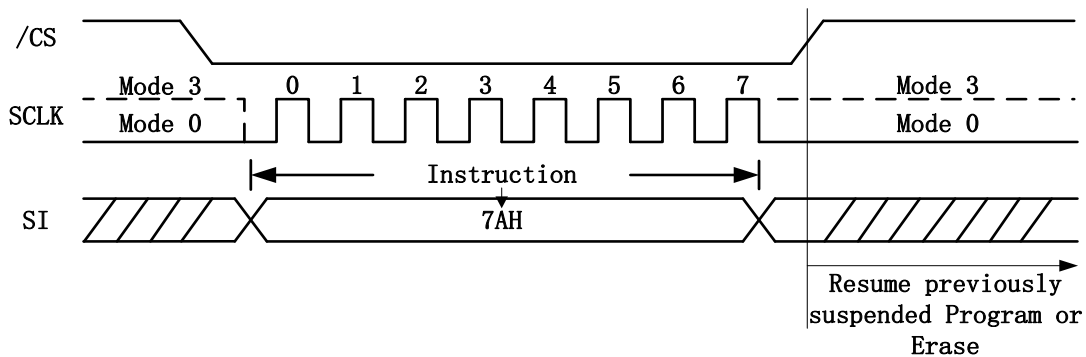 /CS
Mode 3 0 1 2 3 4 5 6 7 Mode 3
SCLK
Mode 0 Mode 0
Instruction
SI 7AH
Resume previously
suspended Program or
Erase